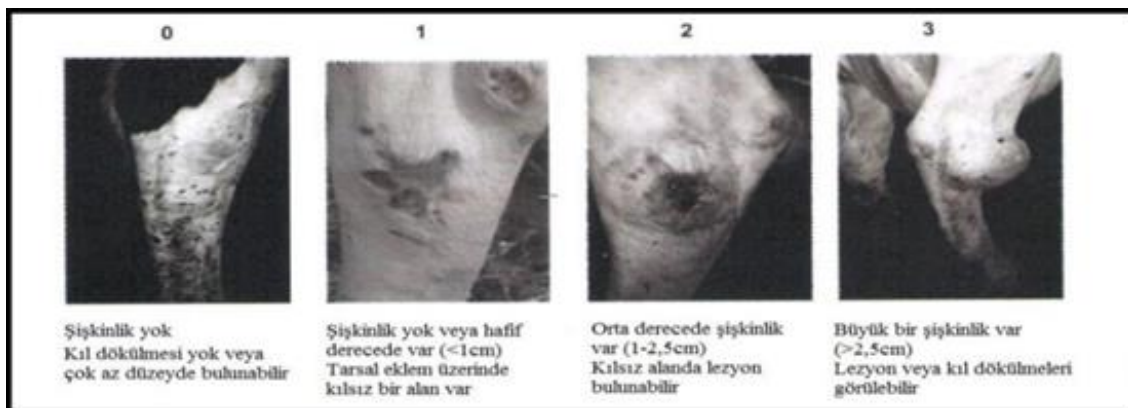 0
1
2
3
Şişkinlik yok
Kıl dökülmesi yok veya
çok az düzeyde bulunabilir
Şişkinlik yok veya hafif
derecede var (<1cm)
Tarsal eklem üzerinde
kılsız bir alan var
Orta derecede şişkinlik
var (1-2,5cm)
Kılsız alanda lezyon
bulunabilir
Büyük bir şişkinlik var
(>2,5cm)
Lezyon veya kıl dökülmeleri
görülebilir